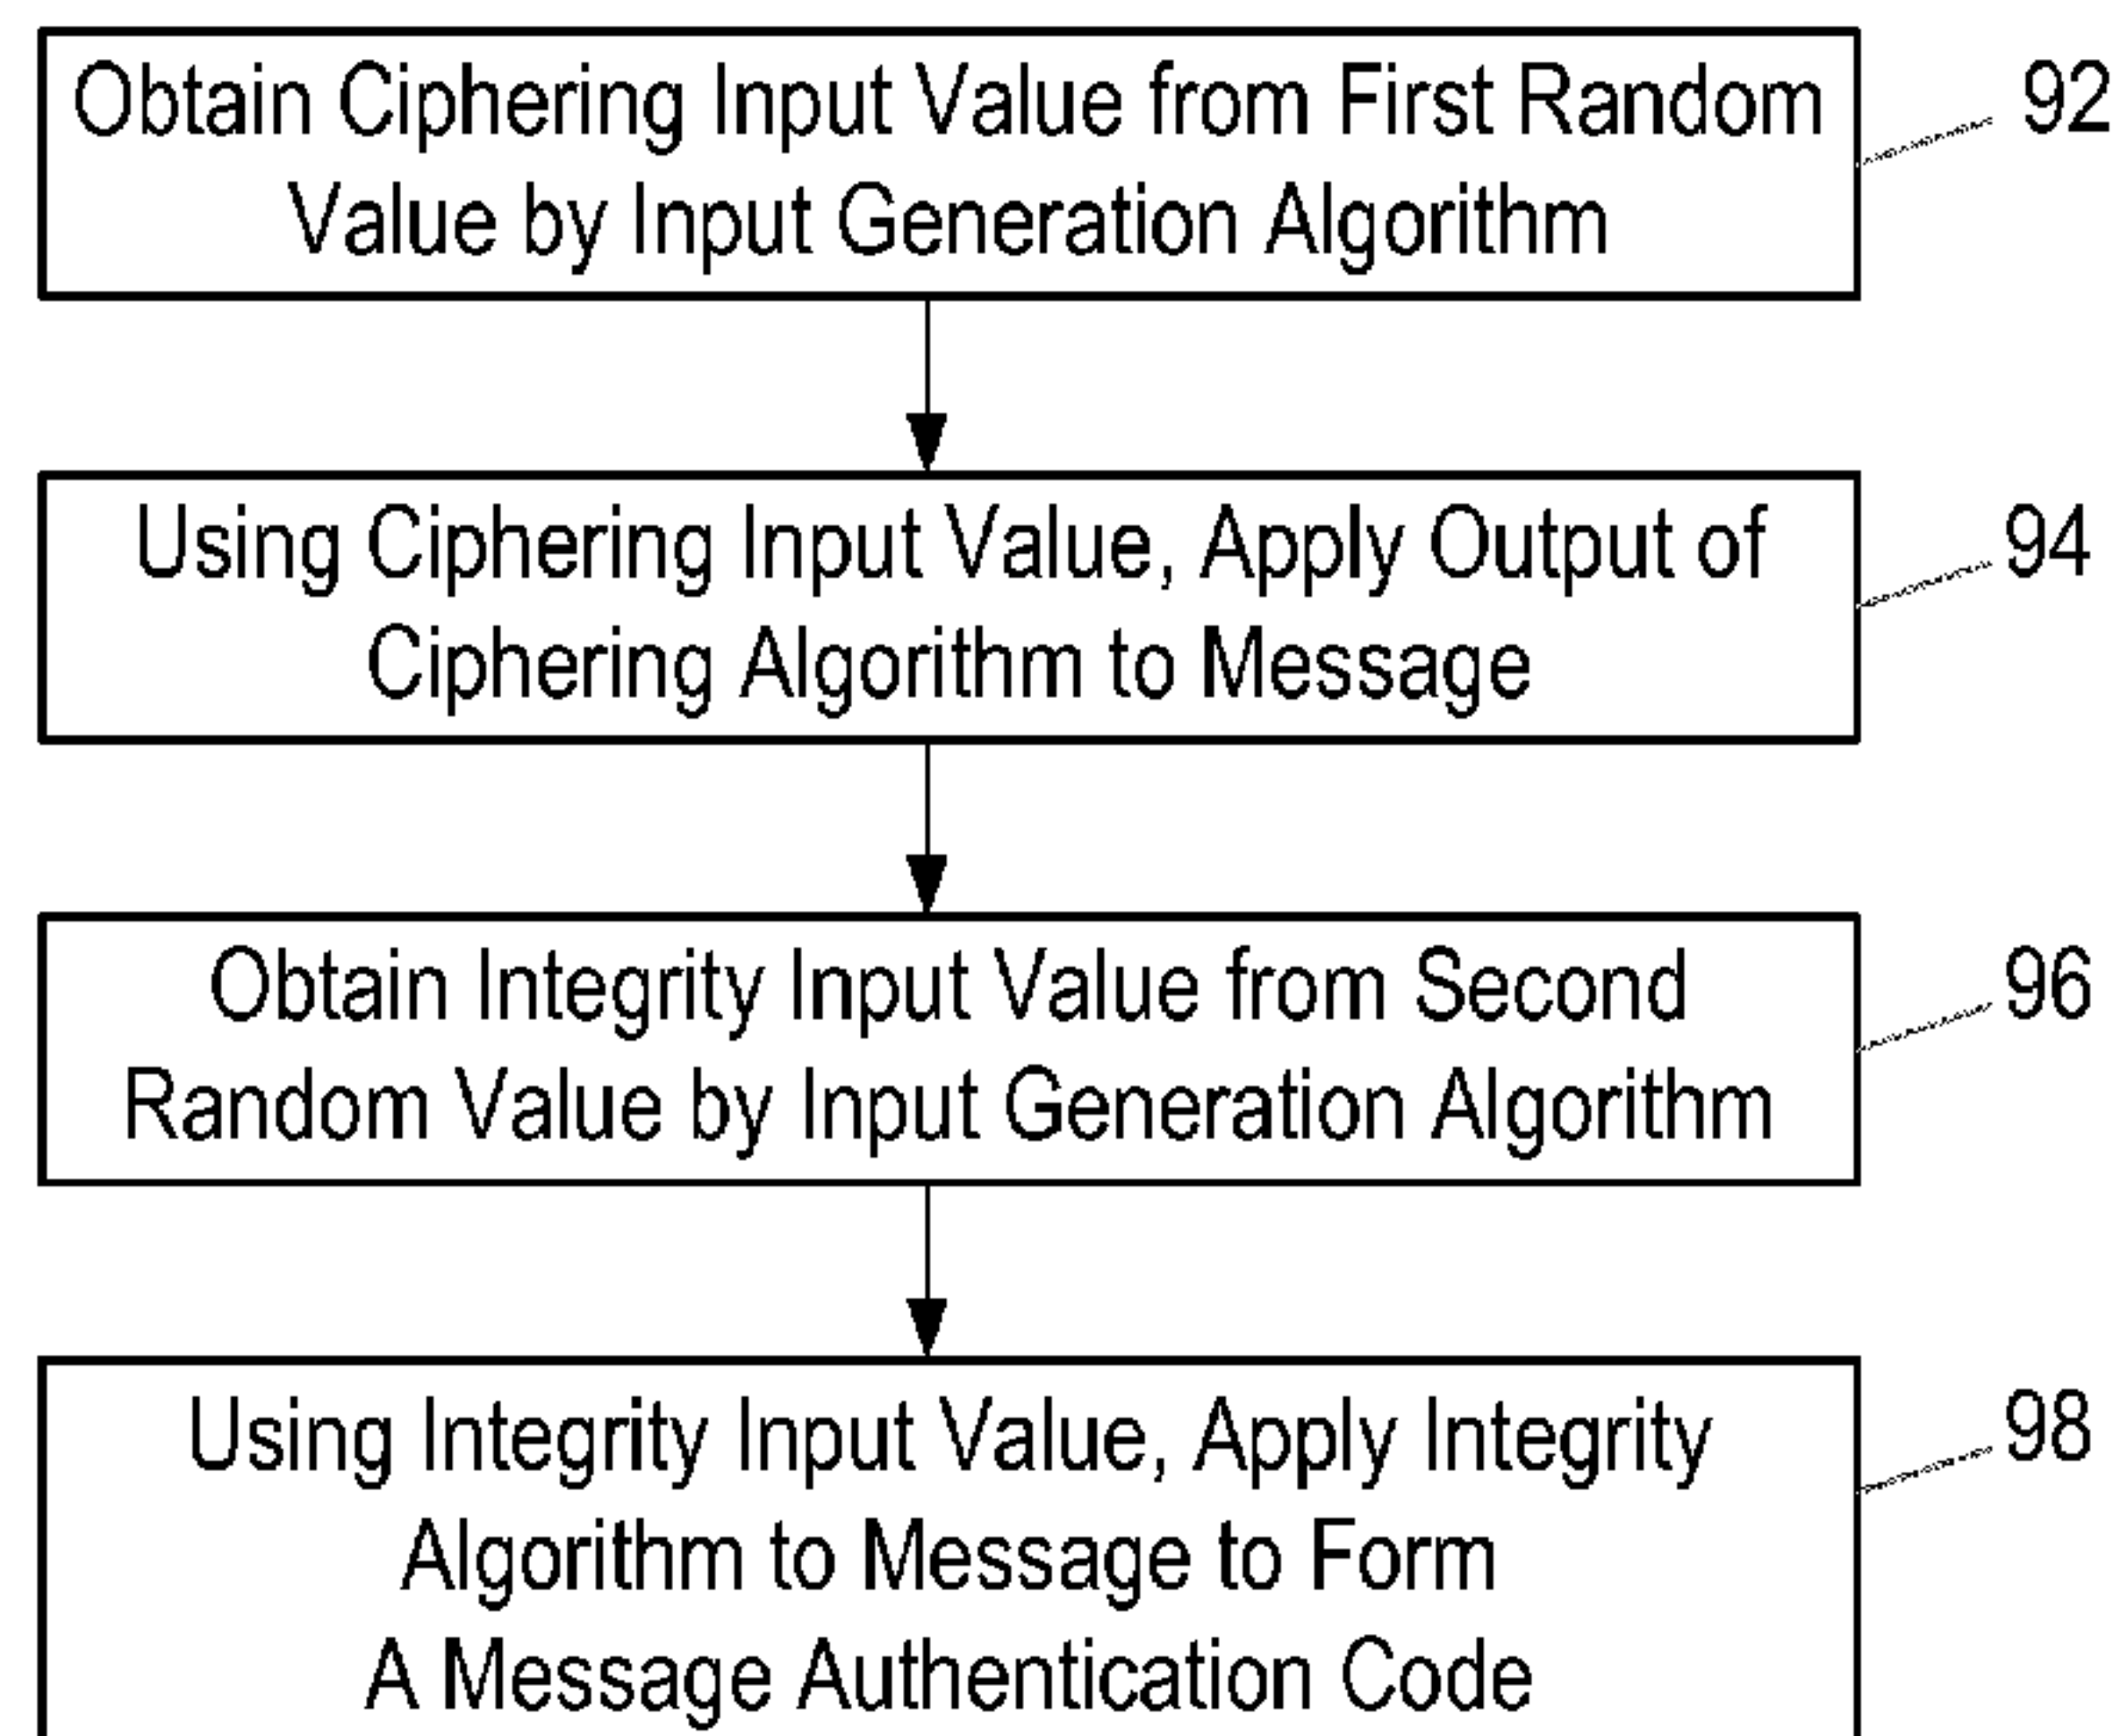 Obtain Ciphering Input Value from First Random
Value by Input Generation Algorithm
92
Using Ciphering Input Value, Apply Output of
Ciphering Algorithm to Message
94
Obtain Integrity Input Value from Second
Random Value by Input Generation Algorithm
96
Using Integrity Input Value, Apply Integrity
Algorithm to Message to Form
A Message Authentication Code
98